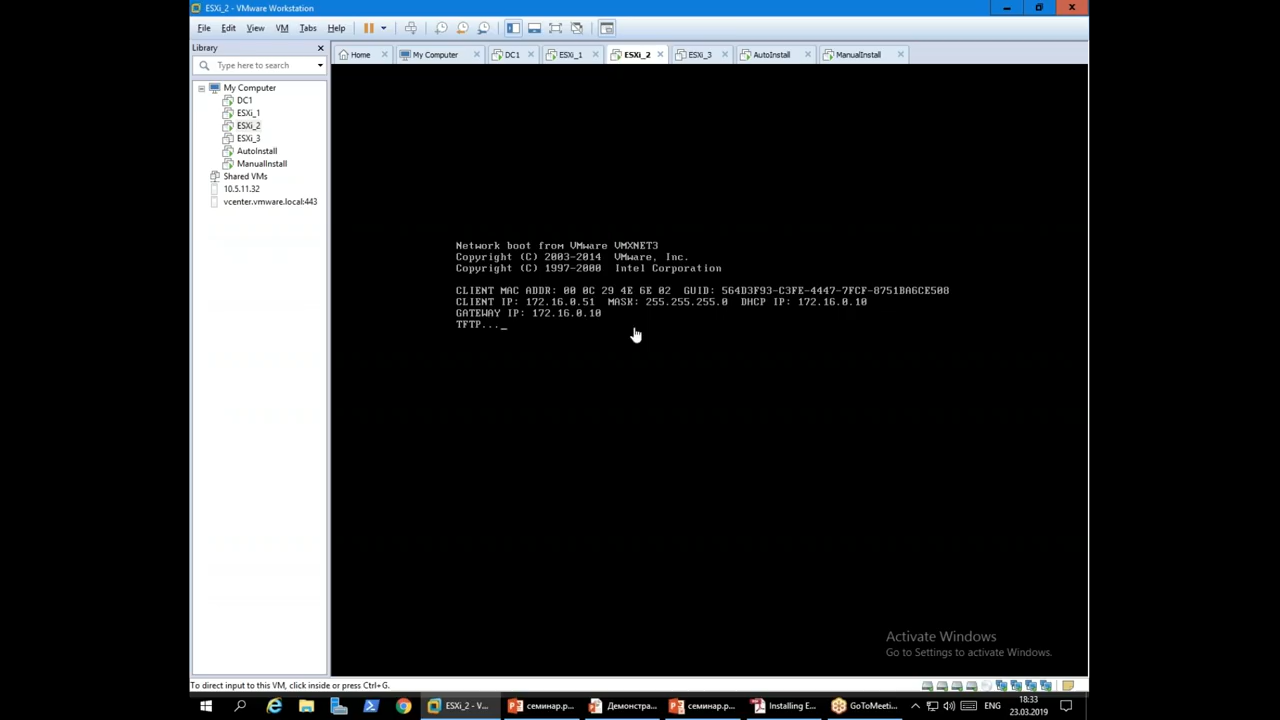 ESXi_2 - VMware Workstation
File Edit View VM Tabs Help
Library
Type here to search
My Computer
DC1
ESXi_1
ESXi_2
ESXi_3
AutoInstall
ManualInstall
Shared VMs
10.5.11.32
vcenter.vmware.local:443
Home My Computer DC1 ESXi_1 ESXi_2 ESXi_3 AutoInstall ManualInstall
Network boot from VMware VMXNET3
Copyright (C) 2003-2014 VMware, Inc.
Copyright (C) 1997-2000 Intel Corporation
CLIENT MAC ADDR: 00 0C 29 4E 6E 02 GUID: 564D3F93-C3FE-4447-7FCF-8751BA6CE508
CLIENT IP: 172.16.0.51 MASK: 255.255.255.0 DHCP IP: 172.16.0.10
GATEWAY IP: 172.16.0.10
TFTP..._
Activate Windows
Go to Settings to activate Windows.
To direct input to this VM, click inside or press Ctrl+G.
ESXi_2 - V... семинар.p... Демонстра... семинар.p... Installing E... GoToMeeti... ENG 18:33
23.03.2019